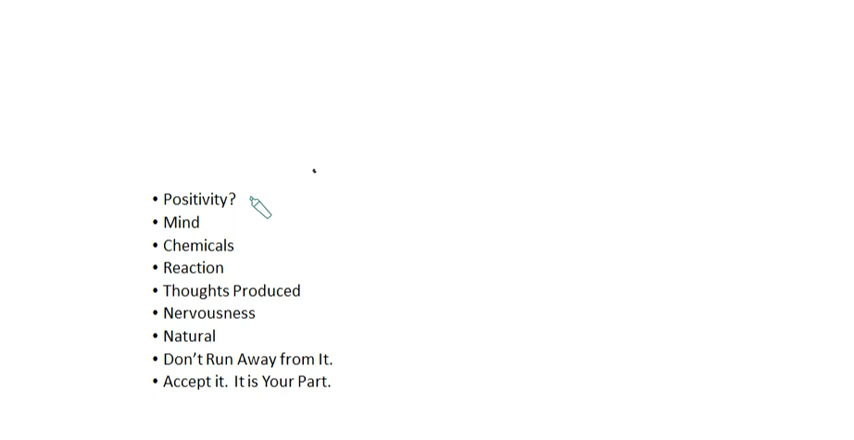 • Positivity?
• Mind
• Chemicals
• Reaction
• Thoughts Produced
• Nervousness
• Natural
• Don't Run Away from It.
• Accept it. It is Your Part.